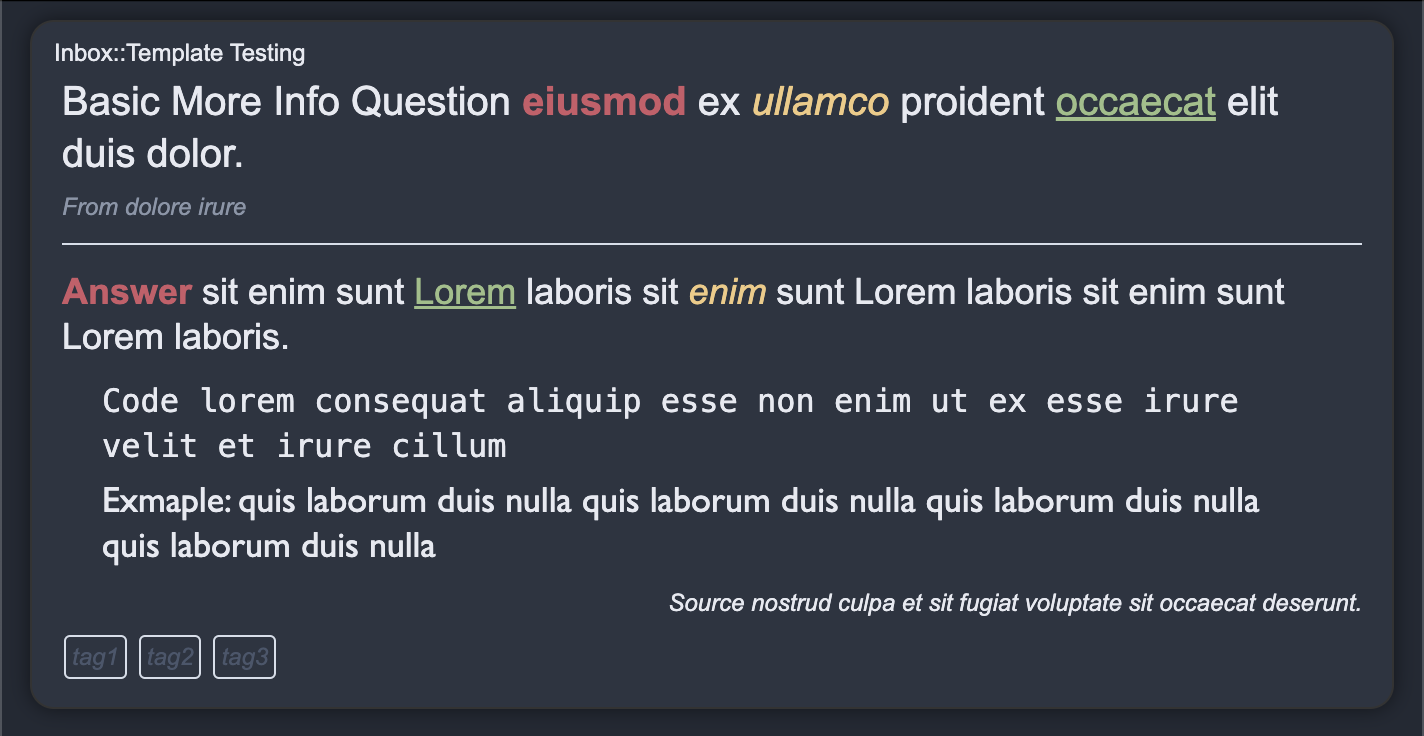 Inbox::Template Testing
Basic More Info Question eiusmod ex ullamco proident occaecat elit
duis dolor.
From dolore irure
Answer sit enim sunt Lorem laboris sit enim sunt Lorem laboris sit enim sunt
Lorem laboris.
Code lorem consequat aliquip esse non enim ut ex esse irure
velit et irure cillum
Exmaple: quis laborum duis nulla quis laborum duis nulla quis laborum duis nulla
quis laborum duis nulla
Source nostrud culpa et sit fugiat voluptate sit occaecat deserunt.
tag1 tag2 tag3